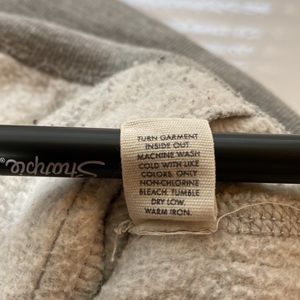 TURN GARMENT
INSIDE OUT
MACHINE WASH
COLD WITH LIKE
COLORS. ONLY
NON-CHLORINE
BLEACH. TUMBLE
DRY LOW.
WARM IRON.
Sharpie®